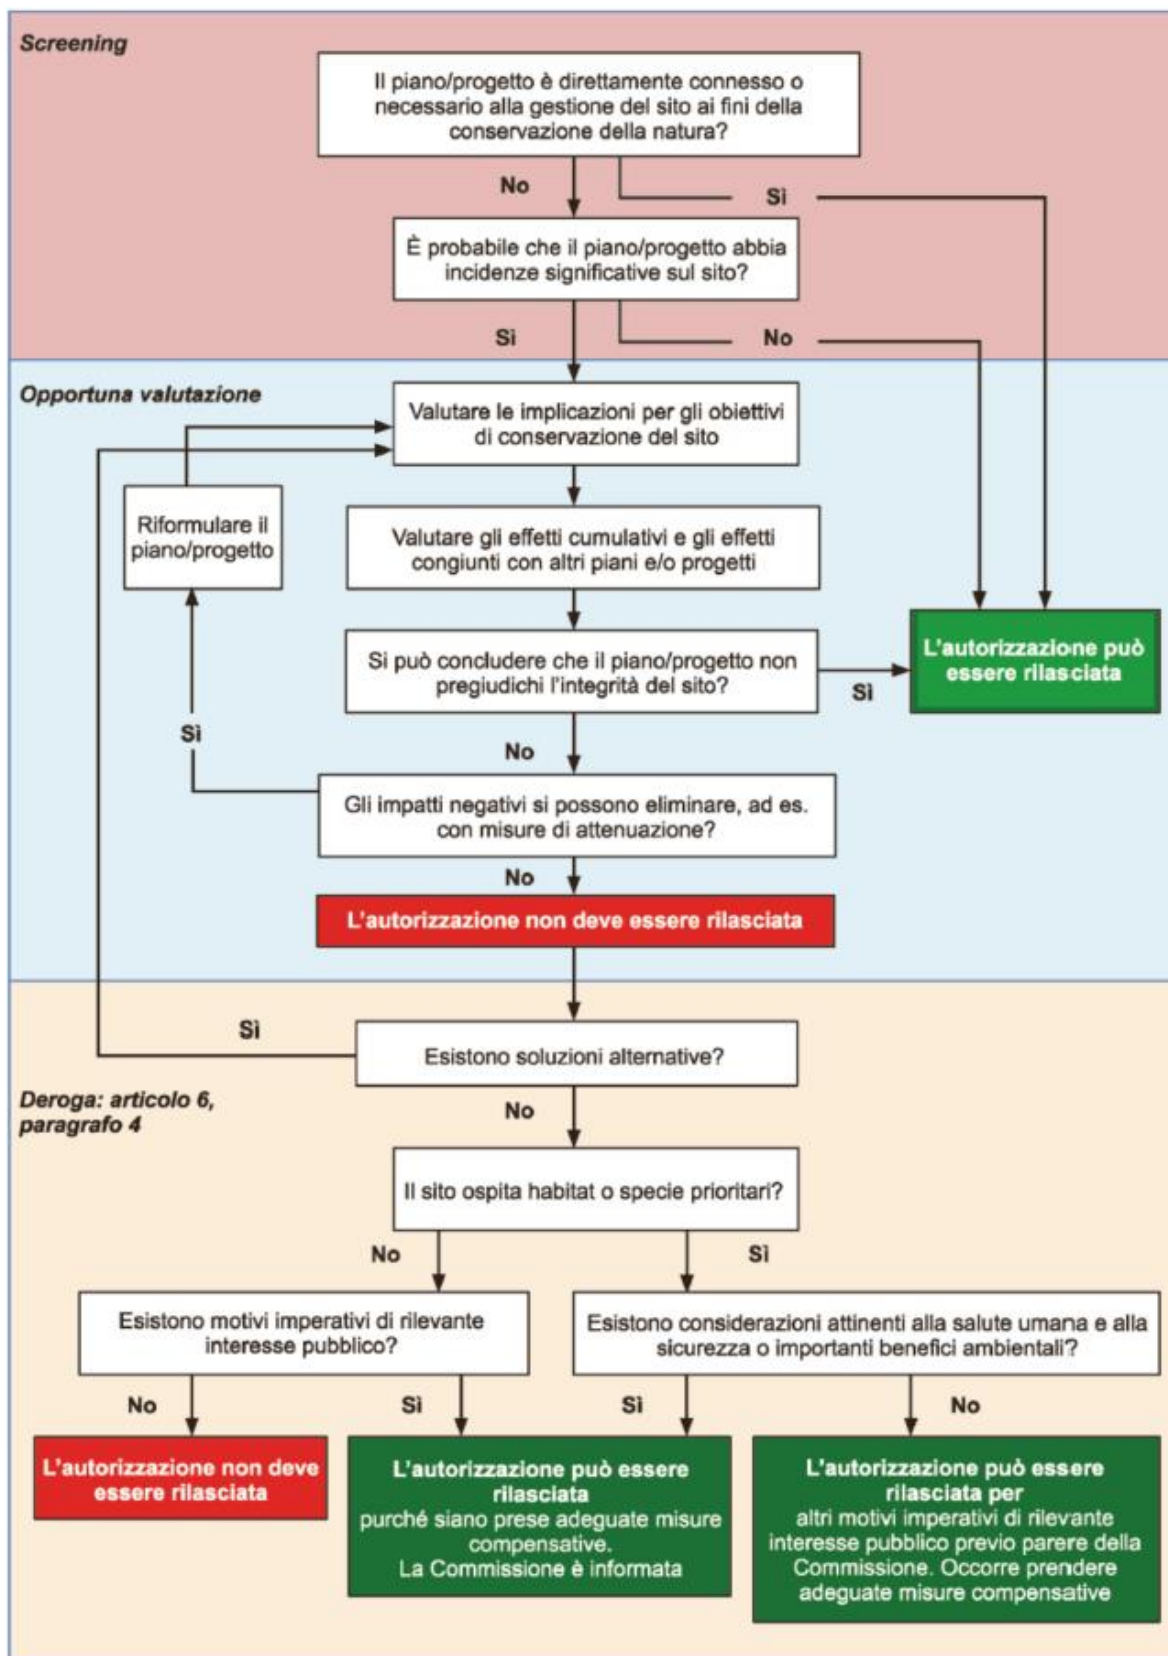 Screening
Il piano/progetto è direttamente connesso o
necessario alla gestione del sito ai fini della
conservazione della natura?
No
Sì
È probabile che il piano/progetto abbia
incidenze significative sul sito?
Sì
No
Opportuna valutazione
Valutare le implicazioni per gli obiettivi
di conservazione del sito
Riformulare il
piano/progetto
Valutare gli effetti cumulativi e gli effetti
congiunti con altri piani e/o progetti
Si può concludere che il piano/progetto non
pregiudichi l'integrità del sito?
Sì
L'autorizzazione può
essere rilasciata
No
Sì
Gli impatti negativi si possono eliminare, ad es.
con misure di attenuazione?
No
L'autorizzazione non deve essere rilasciata
Sì
Esistono soluzioni alternative?
Deroga: articolo 6,
paragrafo 4
No
Il sito ospita habitat o specie prioritari?
No
Sì
Esistono motivi imperativi di rilevante
interesse pubblico?
Esistono considerazioni attinenti alla salute umana e alla
sicurezza o importanti benefici ambientali?
No
Sì
Sì
No
L'autorizzazione non deve
essere rilasciata
L'autorizzazione può essere
rilasciata
purché siano prese adeguate misure
compensative.
La Commissione è informata
L'autorizzazione può essere
rilasciata per
altri motivi imperativi di rilevante
interesse pubblico previo parere della
Commissione. Occorre prendere
adeguate misure compensative